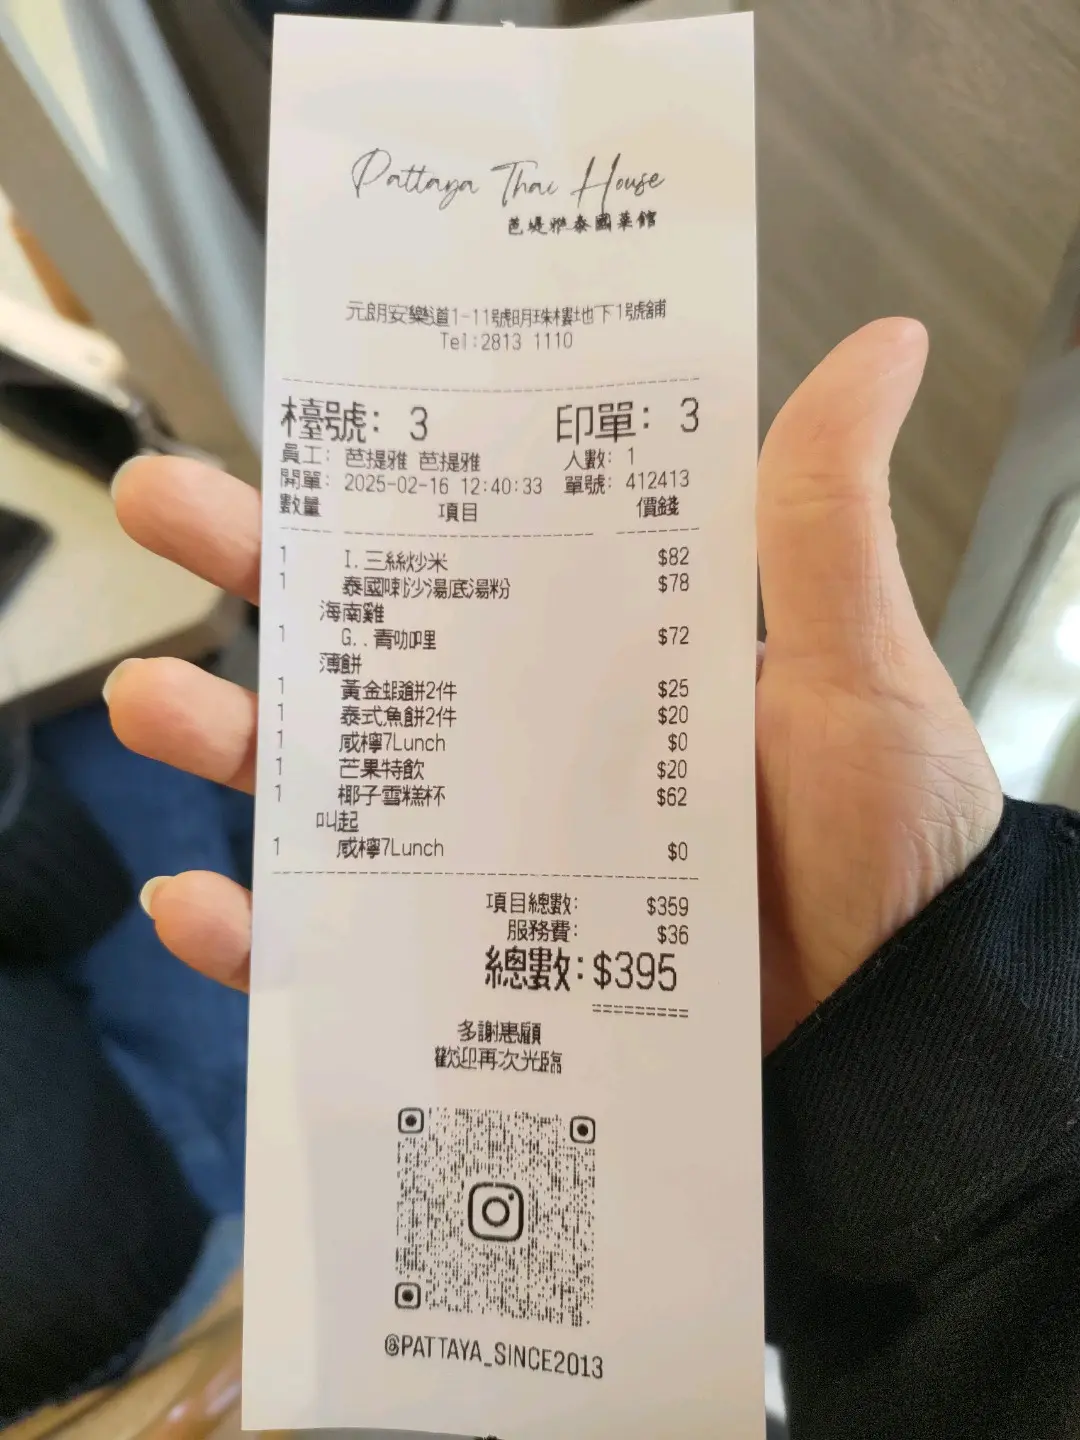 Pattaya Thai House
芭堤雅泰國菜館
元朗安樂道1-11號明珠樓地下1號舖
Tel:2813 1110
檯號: 3 印單: 3
員工: 芭提雅 芭提雅 人數: 1
開單: 2025-02-16 12:40:33 單號: 412413
數量 項目 價錢
1 I.三絲炒米 $82
1 泰國喇沙湯底湯粉 $78
海南雞
1 G..青咖哩 $72
薄餅
1 黃金蝦餅2件 $25
1 泰式魚餅2件 $20
1 咸檸7Lunch $0
1 芒果特飲 $20
1 椰子雪糕杯 $62
叫起
1 咸檸7Lunch $0
項目總數: $359
服務費: $36
總數:$395
=========
多謝惠顧
歡迎再次光臨
@PATTAYA_SINCE2013